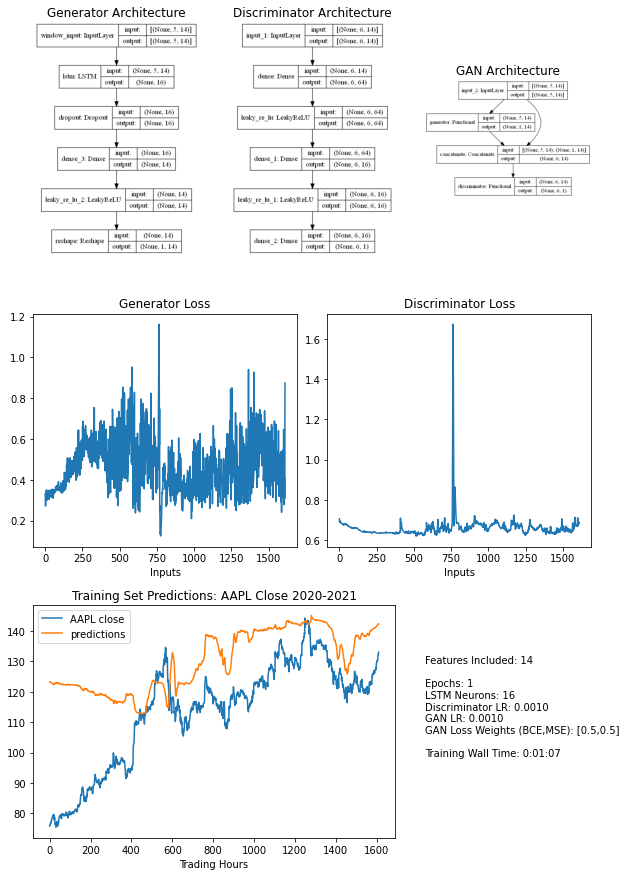 Generator Architecture
window_input: InputLayer
input:
[(None, 5, 14)]
output:
[(None, 5, 14)]
lstm: LSTM
input:
(None, 5, 14)
output:
(None, 16)
dropout: Dropout
input:
(None, 16)
output:
(None, 16)
dense_3: Dense
input:
(None, 16)
output:
(None, 14)
leaky_re_lu_2: LeakyReLU
input:
(None, 14)
output:
(None, 14)
reshape: Reshape
input:
(None, 14)
output:
(None, 1, 14)
Discriminator Architecture
input_1: InputLayer
input:
[(None, 6, 14)]
output:
[(None, 6, 14)]
dense: Dense
input:
(None, 6, 14)
output:
(None, 6, 64)
leaky_re_lu: LeakyReLU
input:
(None, 6, 64)
output:
(None, 6, 64)
dense_1: Dense
input:
(None, 6, 64)
output:
(None, 6, 16)
leaky_re_lu_1: LeakyReLU
input:
(None, 6, 16)
output:
(None, 6, 16)
dense_2: Dense
input:
(None, 6, 16)
output:
(None, 6, 1)
GAN Architecture
input_2: InputLayer
input:
[(None, 5, 14)]
output:
[(None, 5, 14)]
generator: Functional
input:
(None, 5, 14)
output:
(None, 1, 14)
concatenate: Concatenate
input:
[(None, 5, 14), (None, 1, 14)]
output:
(None, 6, 14)
discriminator: Functional
input:
(None, 6, 14)
output:
(None, 6, 1)
Generator Loss
1.2
1.0
0.8
0.6
0.4
0.2
0 250 500 750 1000 1250 1500
Inputs
Discriminator Loss
1.6
1.4
1.2
1.0
0.8
0.6
0 250 500 750 1000 1250 1500
Inputs
Training Set Predictions: AAPL Close 2020-2021
AAPL close
predictions
140
130
120
110
100
90
80
0 200 400 600 800 1000 1200 1400 1600
Trading Hours
Features Included: 14
Epochs: 1
LSTM Neurons: 16
Discriminator LR: 0.0010
GAN LR: 0.0010
GAN Loss Weights (BCE,MSE): [0.5,0.5]
Training Wall Time: 0:01:07